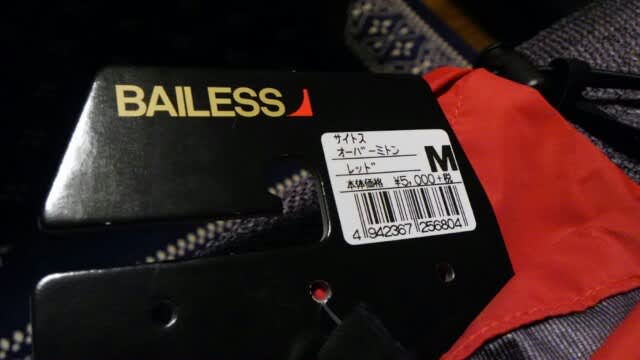 BAILESS
サイトス
オーバーミトン
レッド
M
本体価格 ¥5,000+税
4 942367 256804